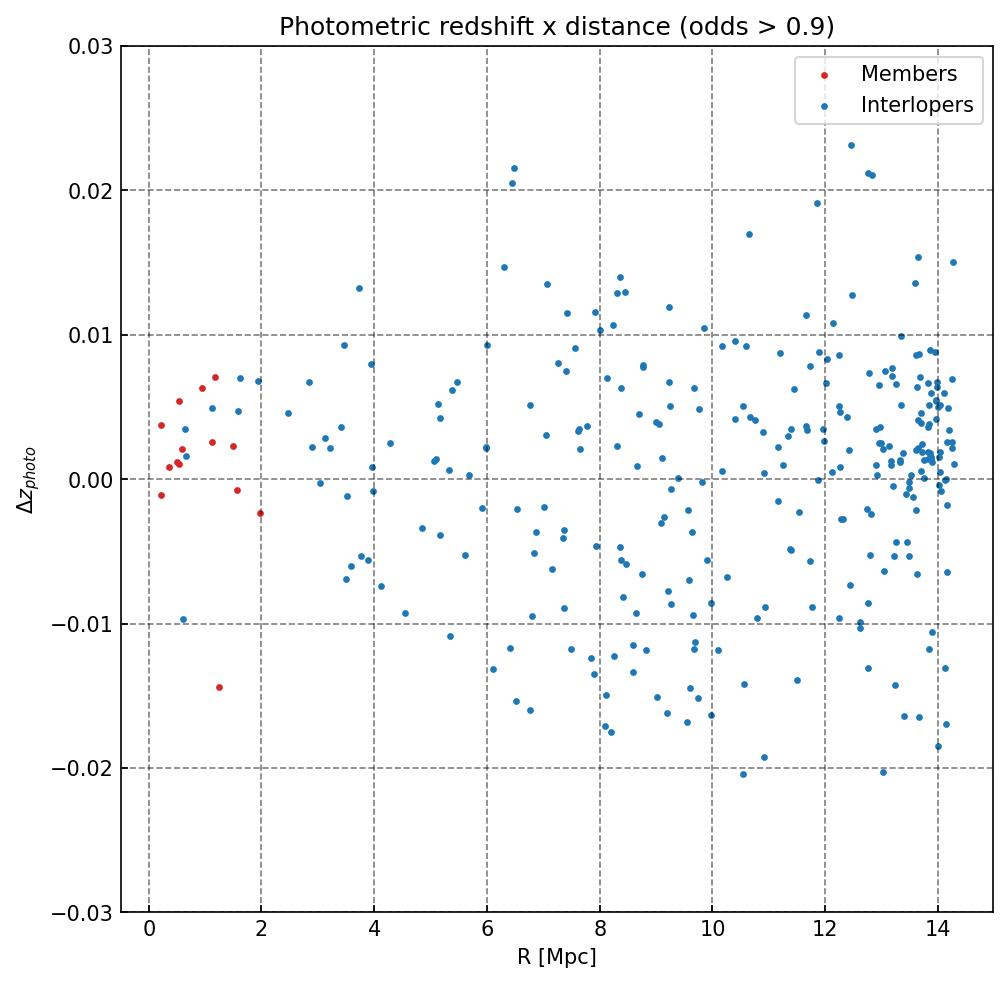 Photometric redshift x distance (odds > 0.9)
Members
Interlopers
0.03
0.02
0.01
0.00
−0.01
−0.02
−0.03
Δz_photo
0 2 4 6 8 10 12 14
R [Mpc]